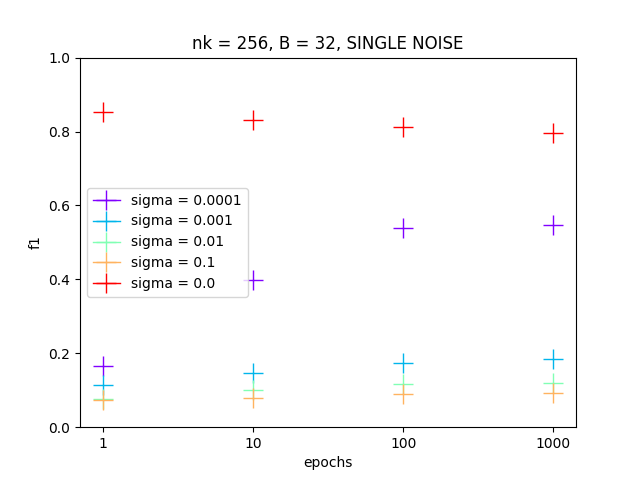 nk = 256, B = 32, SINGLE NOISE
1.0
0.8
0.6
0.4
0.2
0.0
f1
sigma = 0.0001
sigma = 0.001
sigma = 0.01
sigma = 0.1
sigma = 0.0
1 10 100 1000
epochs